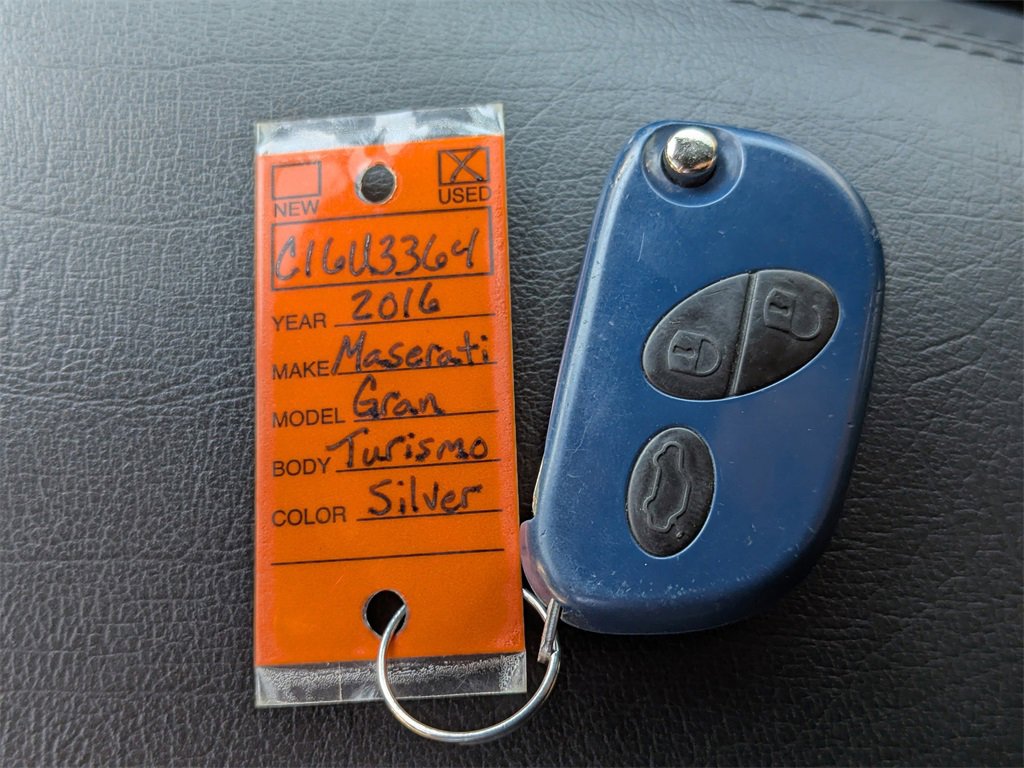 NEW USED
C16U3364
YEAR 2016
MAKE Maserati
MODEL Gran
BODY Turismo
COLOR Silver